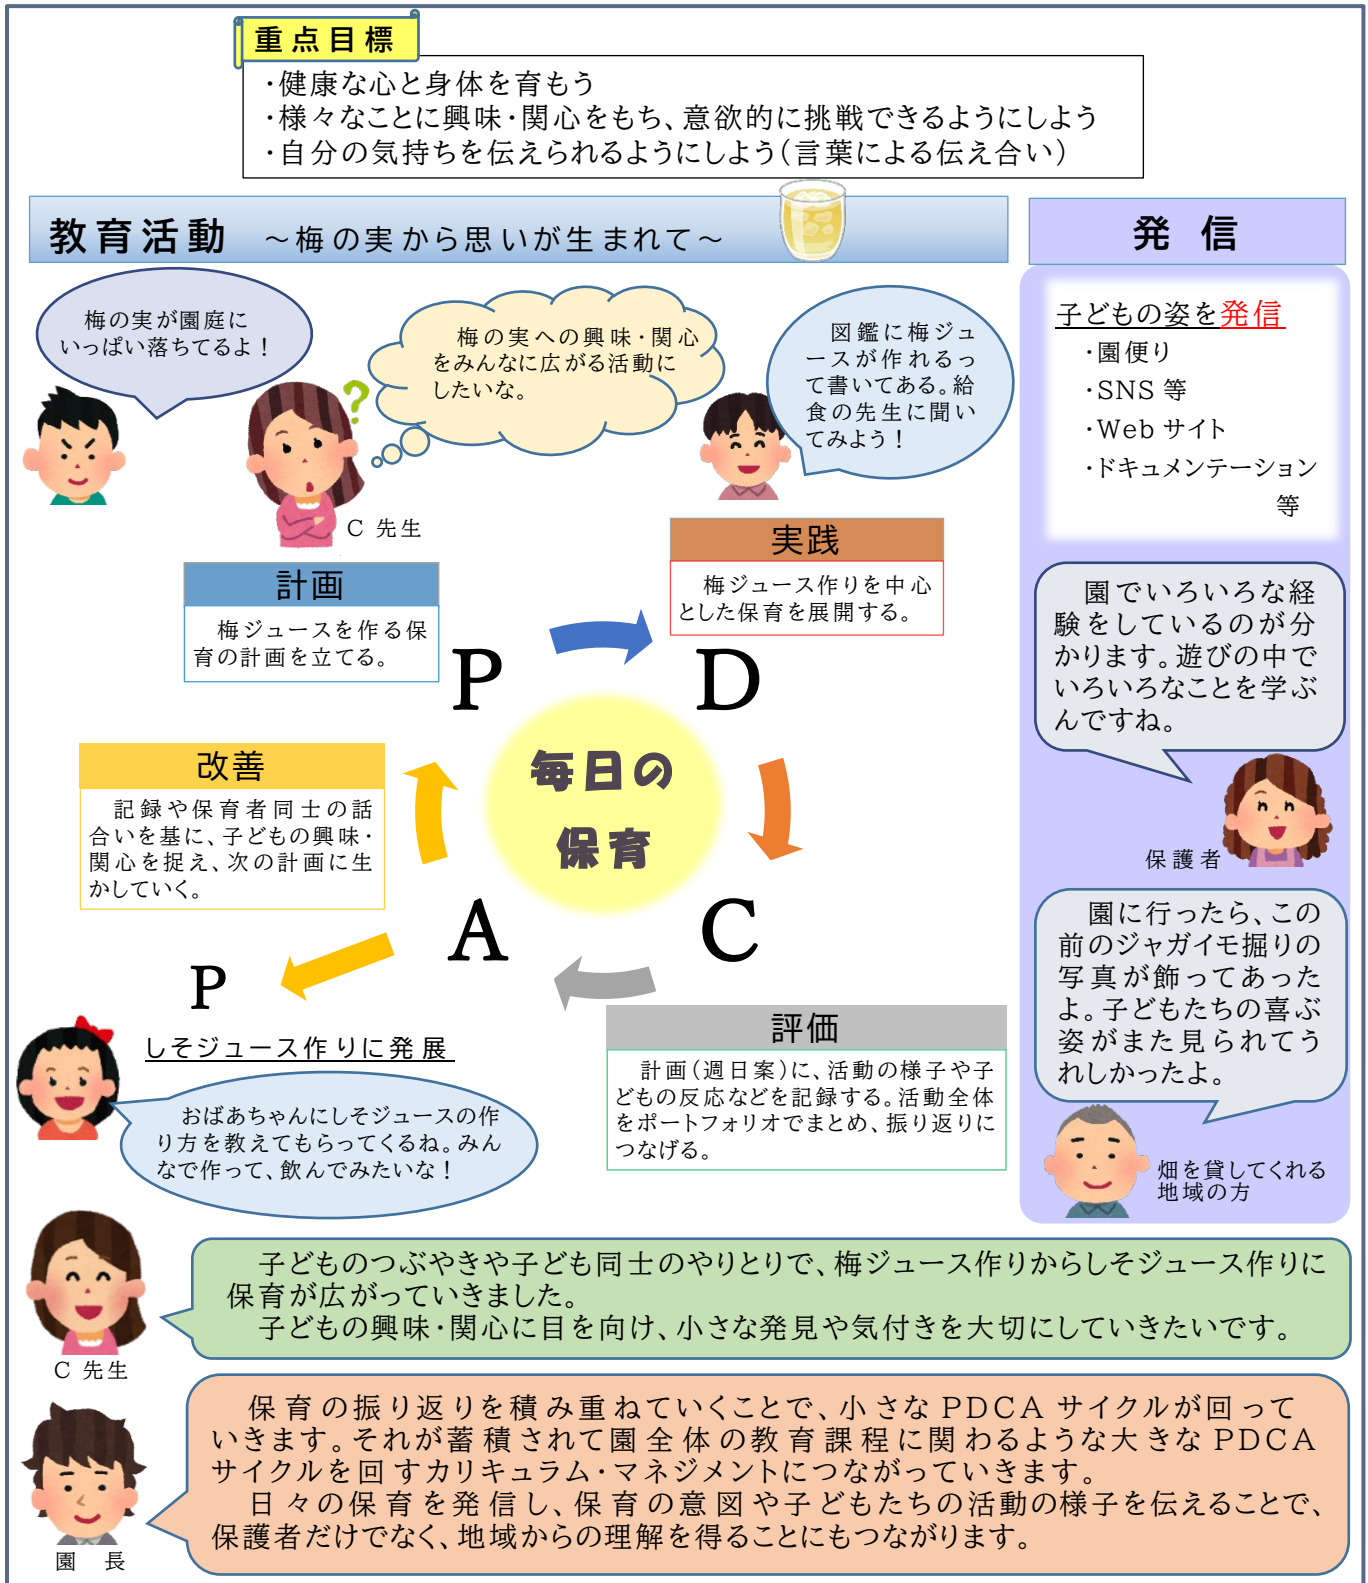 重点目標
・健康な心と身体を育もう
・様々なことに興味・関心をもち、意欲的に挑戦できるようにしよう
・自分の気持ちを伝えられるようにしよう(言葉による伝え合い)
教育活動 ～梅の実から思いが生まれて～
梅の実が園庭に
いっぱい落ちてるよ!
梅の実への興味・関心
をみんなに広がる活動に
したいな。
?
C 先生
図鑑に梅ジュ
ースが作れるっ
て書いてある。給
食の先生に聞い
てみよう!
計画
梅ジュースを作る保
育の計画を立てる。
実践
梅ジュース作りを中心
とした保育を展開する。
P
D
毎日の
保育
改善
記録や保育者同士の話
合いを基に、子どもの興味・
関心を捉え、次の計画に生
かしていく。
A
C
P
しそジュース作りに発展
おばあちゃんにしそジュースの作
り方を教えてもらってくるね。みん
なで作って、飲んでみたいな!
評価
計画(週日案)に、活動の様子や子
どもの反応などを記録する。活動全体
をポートフォリオでまとめ、振り返りに
つなげる。
発信
子どもの姿を発信
・園便り
・SNS 等
・Web サイト
・ドキュメンテーション
等
園でいろいろな経
験をしているのが分
かります。遊びの中で
いろいろなことを学ぶ
んですね。
保護者
園に行ったら、この
前のジャガイモ掘りの
写真が飾ってあった
よ。子どもたちの喜ぶ
姿がまた見られてう
れしかったよ。
畑を貸してくれる
地域の方
子どものつぶやきや子ども同士のやりとりで、梅ジュース作りからしそジュース作りに
保育が広がっていきました。
子どもの興味・関心に目を向け、小さな発見や気付きを大切にしていきたいです。
C 先生
保育の振り返りを積み重ねていくことで、小さな PDCA サイクルが回って
いきます。それが蓄積されて園全体の教育課程に関わるような大きな PDCA
サイクルを回すカリキュラム・マネジメントにつながっていきます。
日々の保育を発信し、保育の意図や子どもたちの活動の様子を伝えることで、
保護者だけでなく、地域からの理解を得ることにもつながります。
園 長